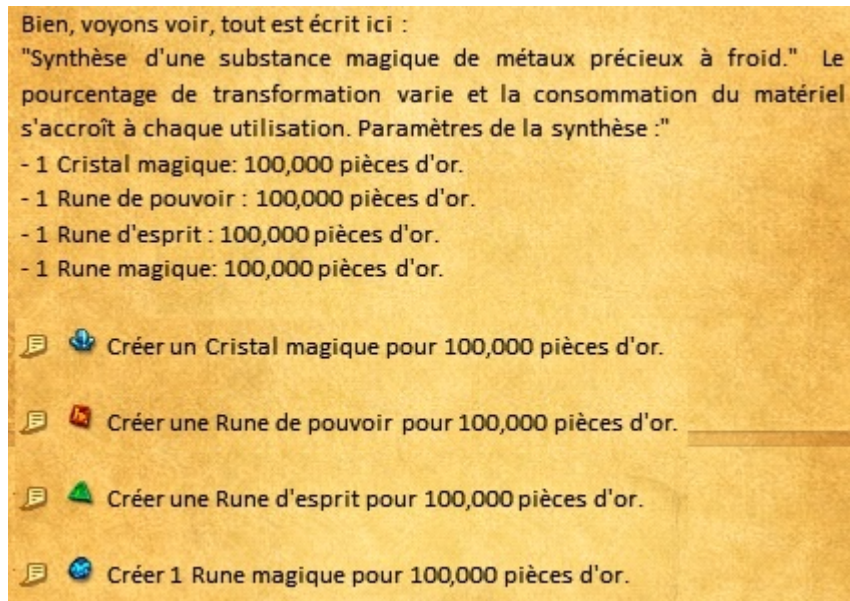 Bien, voyons voir, tout est écrit ici :
"Synthèse d'une substance magique de métaux précieux à froid." Le
pourcentage de transformation varie et la consommation du matériel
s'accroît à chaque utilisation. Paramètres de la synthèse :"
- 1 Cristal magique: 100,000 pièces d'or.
- 1 Rune de pouvoir : 100,000 pièces d'or.
- 1 Rune d'esprit : 100,000 pièces d'or.
- 1 Rune magique: 100,000 pièces d'or.
Créer un Cristal magique pour 100,000 pièces d'or.
Créer une Rune de pouvoir pour 100,000 pièces d'or.
Créer une Rune d'esprit pour 100,000 pièces d'or.
Créer 1 Rune magique pour 100,000 pièces d'or.